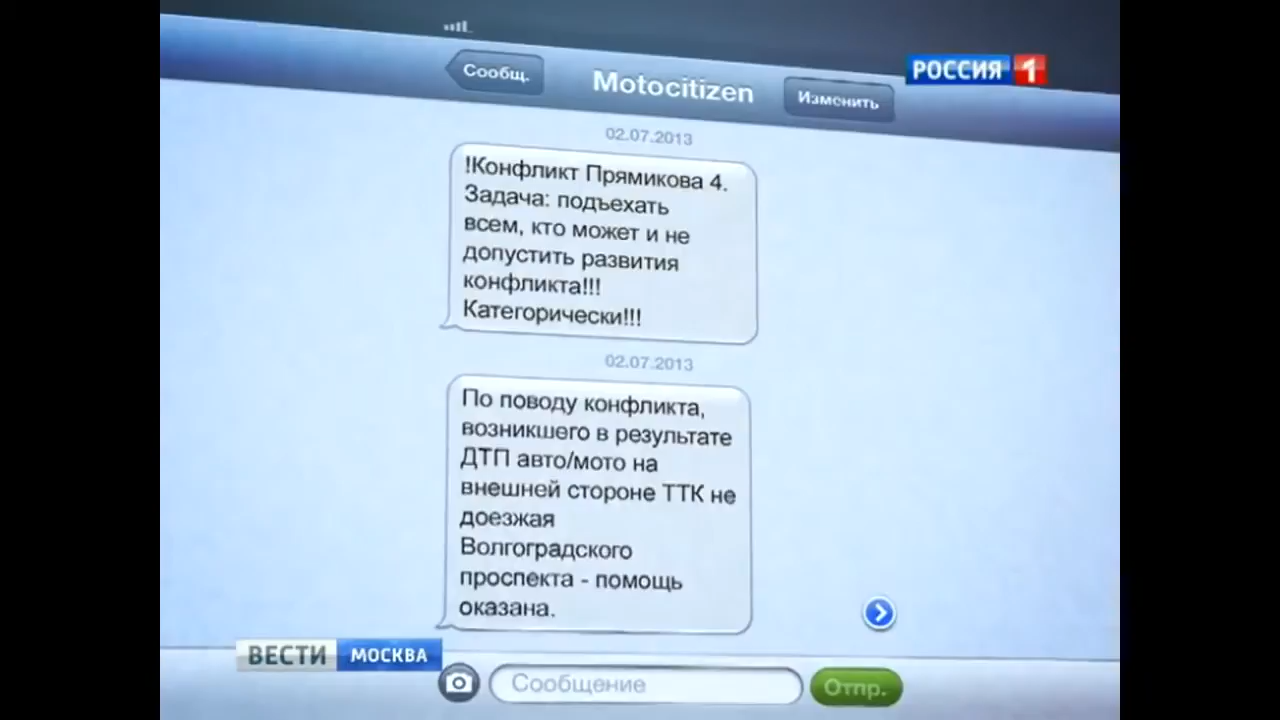 РОССИЯ 1
Сообщ.
Motocitizen
Изменить
02.07.2013
!Конфликт Прямикова 4.
Задача: подъехать
всем, кто может и не
допустить развития
конфликта!!!
Категорически!!!
02.07.2013
По поводу конфликта,
возникшего в результате
ДТП авто/мото на
внешней стороне ТТК не
доезжая
Волгоградского
проспекта - помощь
оказана.
ВЕСТИ МОСКВА
Сообщение
Отпр.